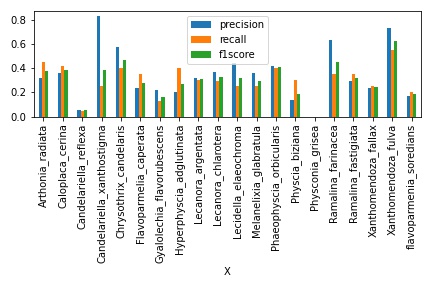 0.8
0.6
0.4
0.2
0.0
precision
recall
f1score
Arthonia_radiata
Caloplaca_cerina
Candelariella_reflexa
Candelariella_xanthostigma
Chrysothrix_candelaris
Flavoparmelia_caperata
Gyalolechia_flavorubescens
Hyperphyscia_adglutinata
Lecanora_argentata
Lecanora_chlarotera
Lecidella_elaeochroma
Melanelixia_glabratula
Phaeophyscia_orbicularis
Physcia_biziana
Physconia_grisea
Ramalina_farinacea
Ramalina_fastigiata
Xanthomendoza_fallax
Xanthomendoza_fulva
flavoparmenia_soredians
X